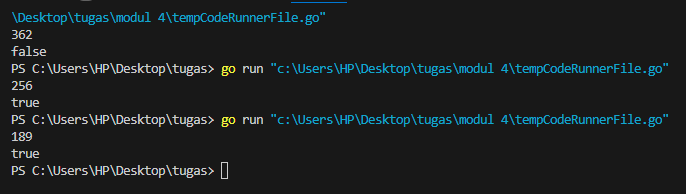 \Desktop\tugas\modul 4\tempCodeRunnerFile.go"
362
false
PS C:\Users\HP\Desktop\tugas> go run "c:\Users\HP\Desktop\tugas\modul 4\tempCodeRunnerFile.go"
256
true
PS C:\Users\HP\Desktop\tugas> go run "c:\Users\HP\Desktop\tugas\modul 4\tempCodeRunnerFile.go"
189
true
PS C:\Users\HP\Desktop\tugas>